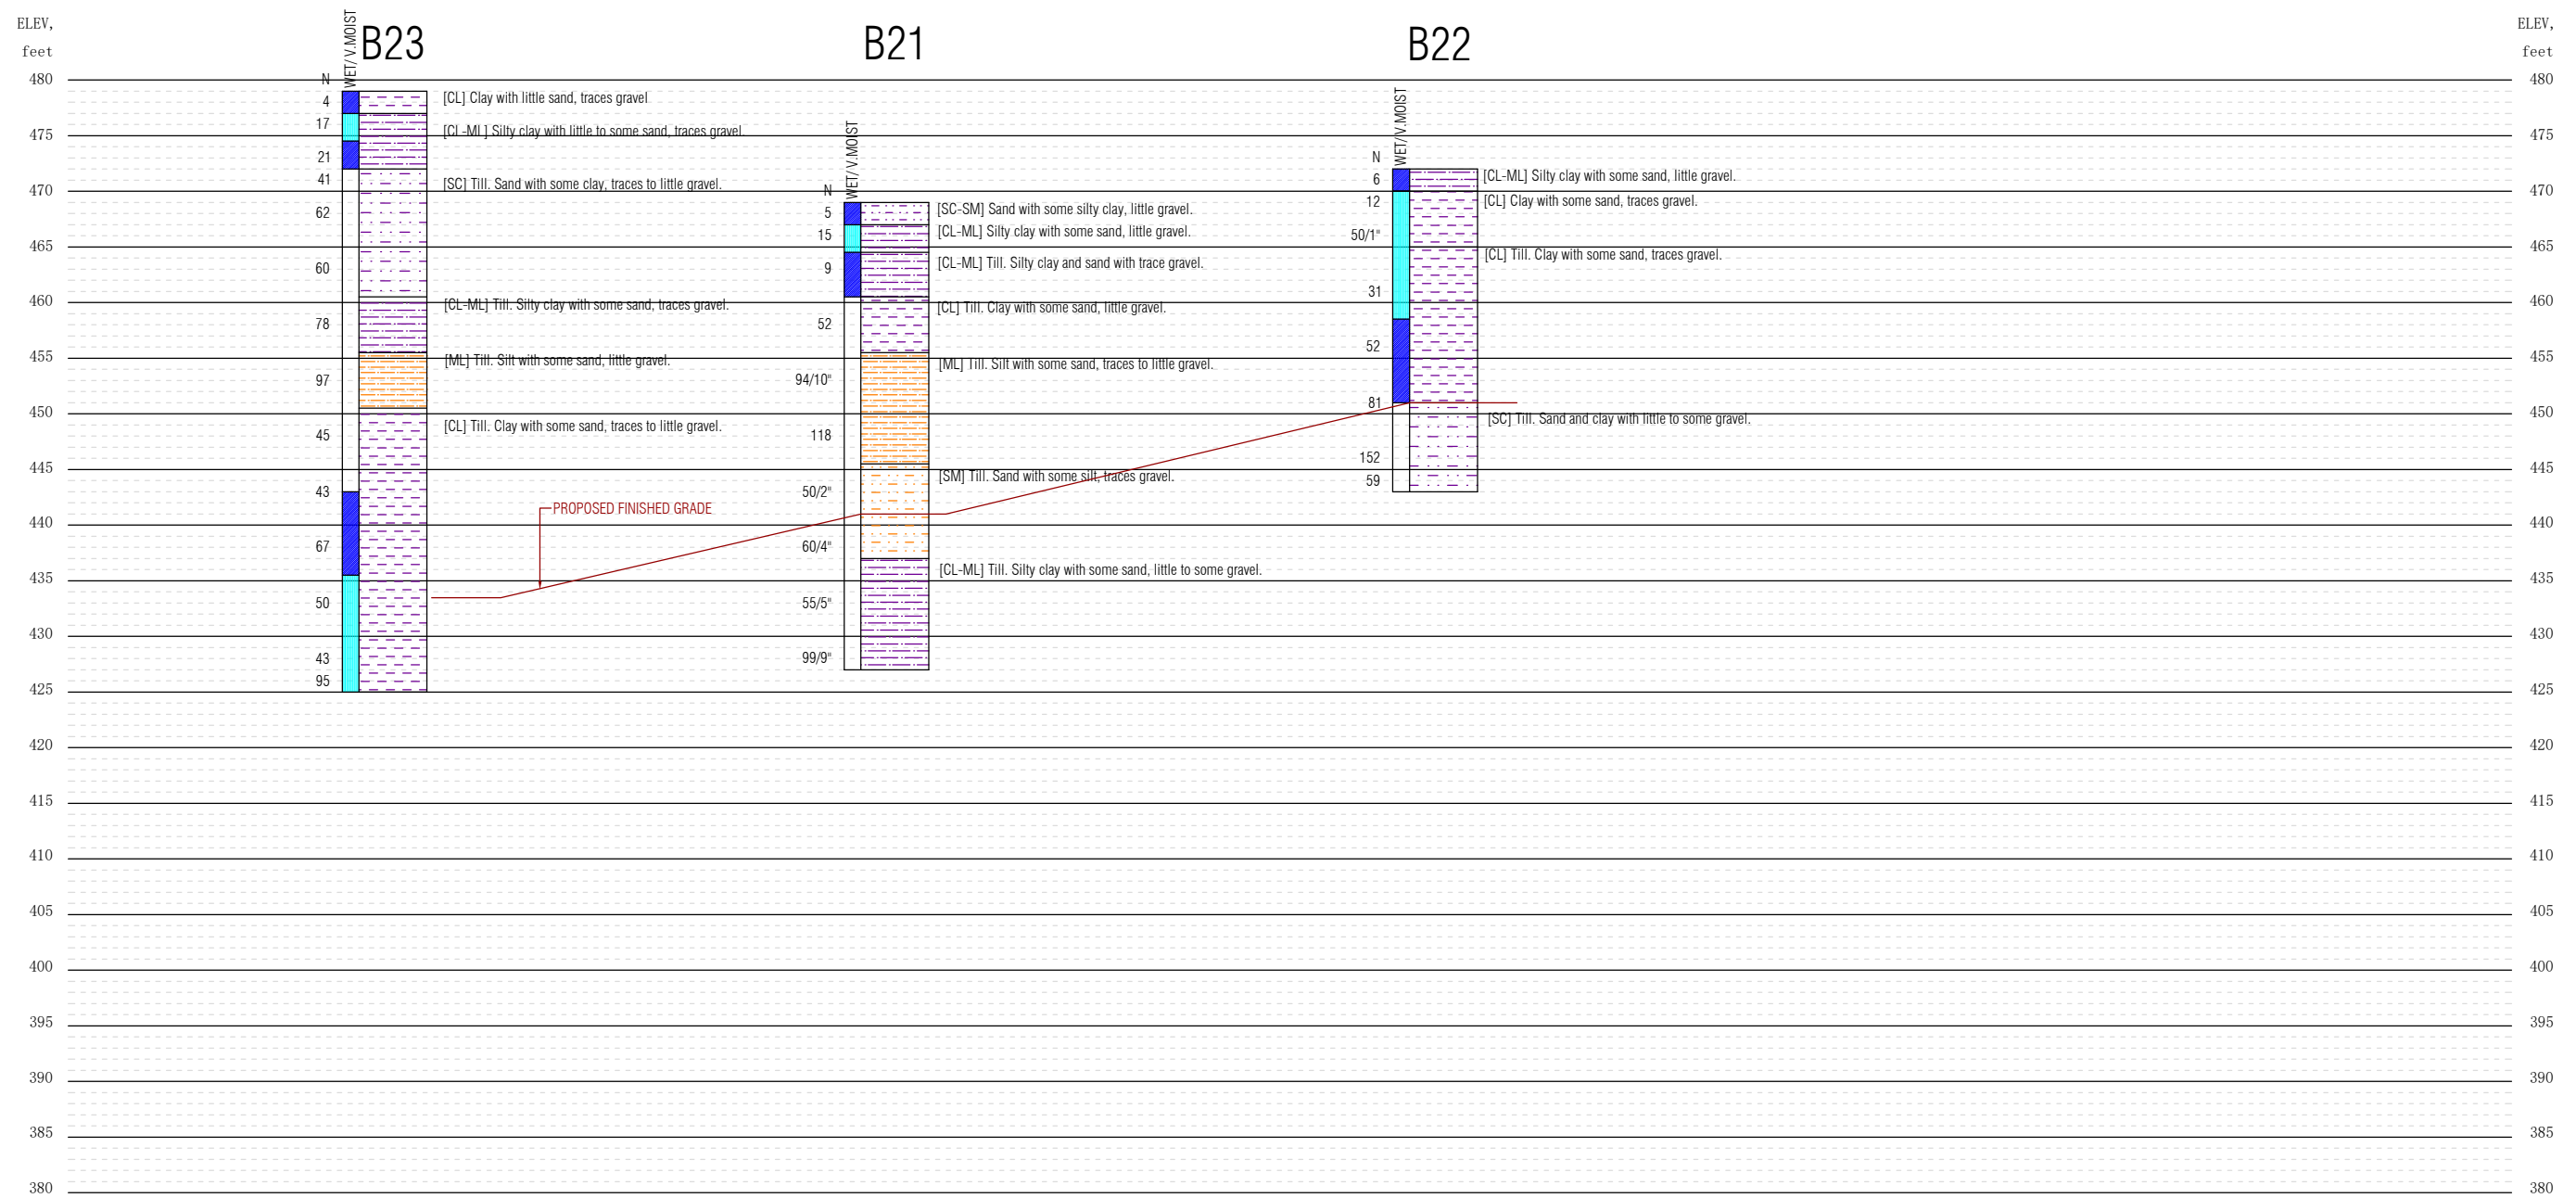 ELEV,
feet
WET/ V.MOIST
B23
B21
B22
ELEV,
feet
480
475
470
465
460
455
450
445
440
435
430
425
420
415
410
405
400
395
390
385
380
N
4
17
21
41
62
60
78
97
45
43
67
50
43
95
[CL] Clay with little sand, traces gravel
[CL-ML] Silty clay with little to some sand, traces gravel.
[SC] Till. Sand with some clay, traces to little gravel.
[CL-ML] Till. Silty clay with some sand, traces gravel.
[ML] Till. Silt with some sand, little gravel.
[CL] Till. Clay with some sand, traces to little gravel.
PROPOSED FINISHED GRADE
WET/ V.MOIST
N
5
15
9
52
94/10"
118
50/2"
60/4"
55/5"
99/9"
[SC-SM] Sand with some silty clay, little gravel.
[CL-ML] Silty clay with some sand, little gravel.
[CL-ML] Till. Silty clay and sand with trace gravel.
[CL] Till. Clay with some sand, little gravel.
[ML] Till. Silt with some sand, traces to little gravel.
[SM] Till. Sand with some silt, traces gravel.
[CL-ML] Till. Silty clay with some sand, little to some gravel.
WET/ V.MOIST
N
6
12
50/1"
31
52
81
152
59
[CL-ML] Silty clay with some sand, little gravel.
[CL] Clay with some sand, traces gravel.
[CL] Till. Clay with some sand, traces gravel.
[SC] Till. Sand and clay with little to some gravel.
480
475
470
465
460
455
450
445
440
435
430
425
420
415
410
405
400
395
390
385
380